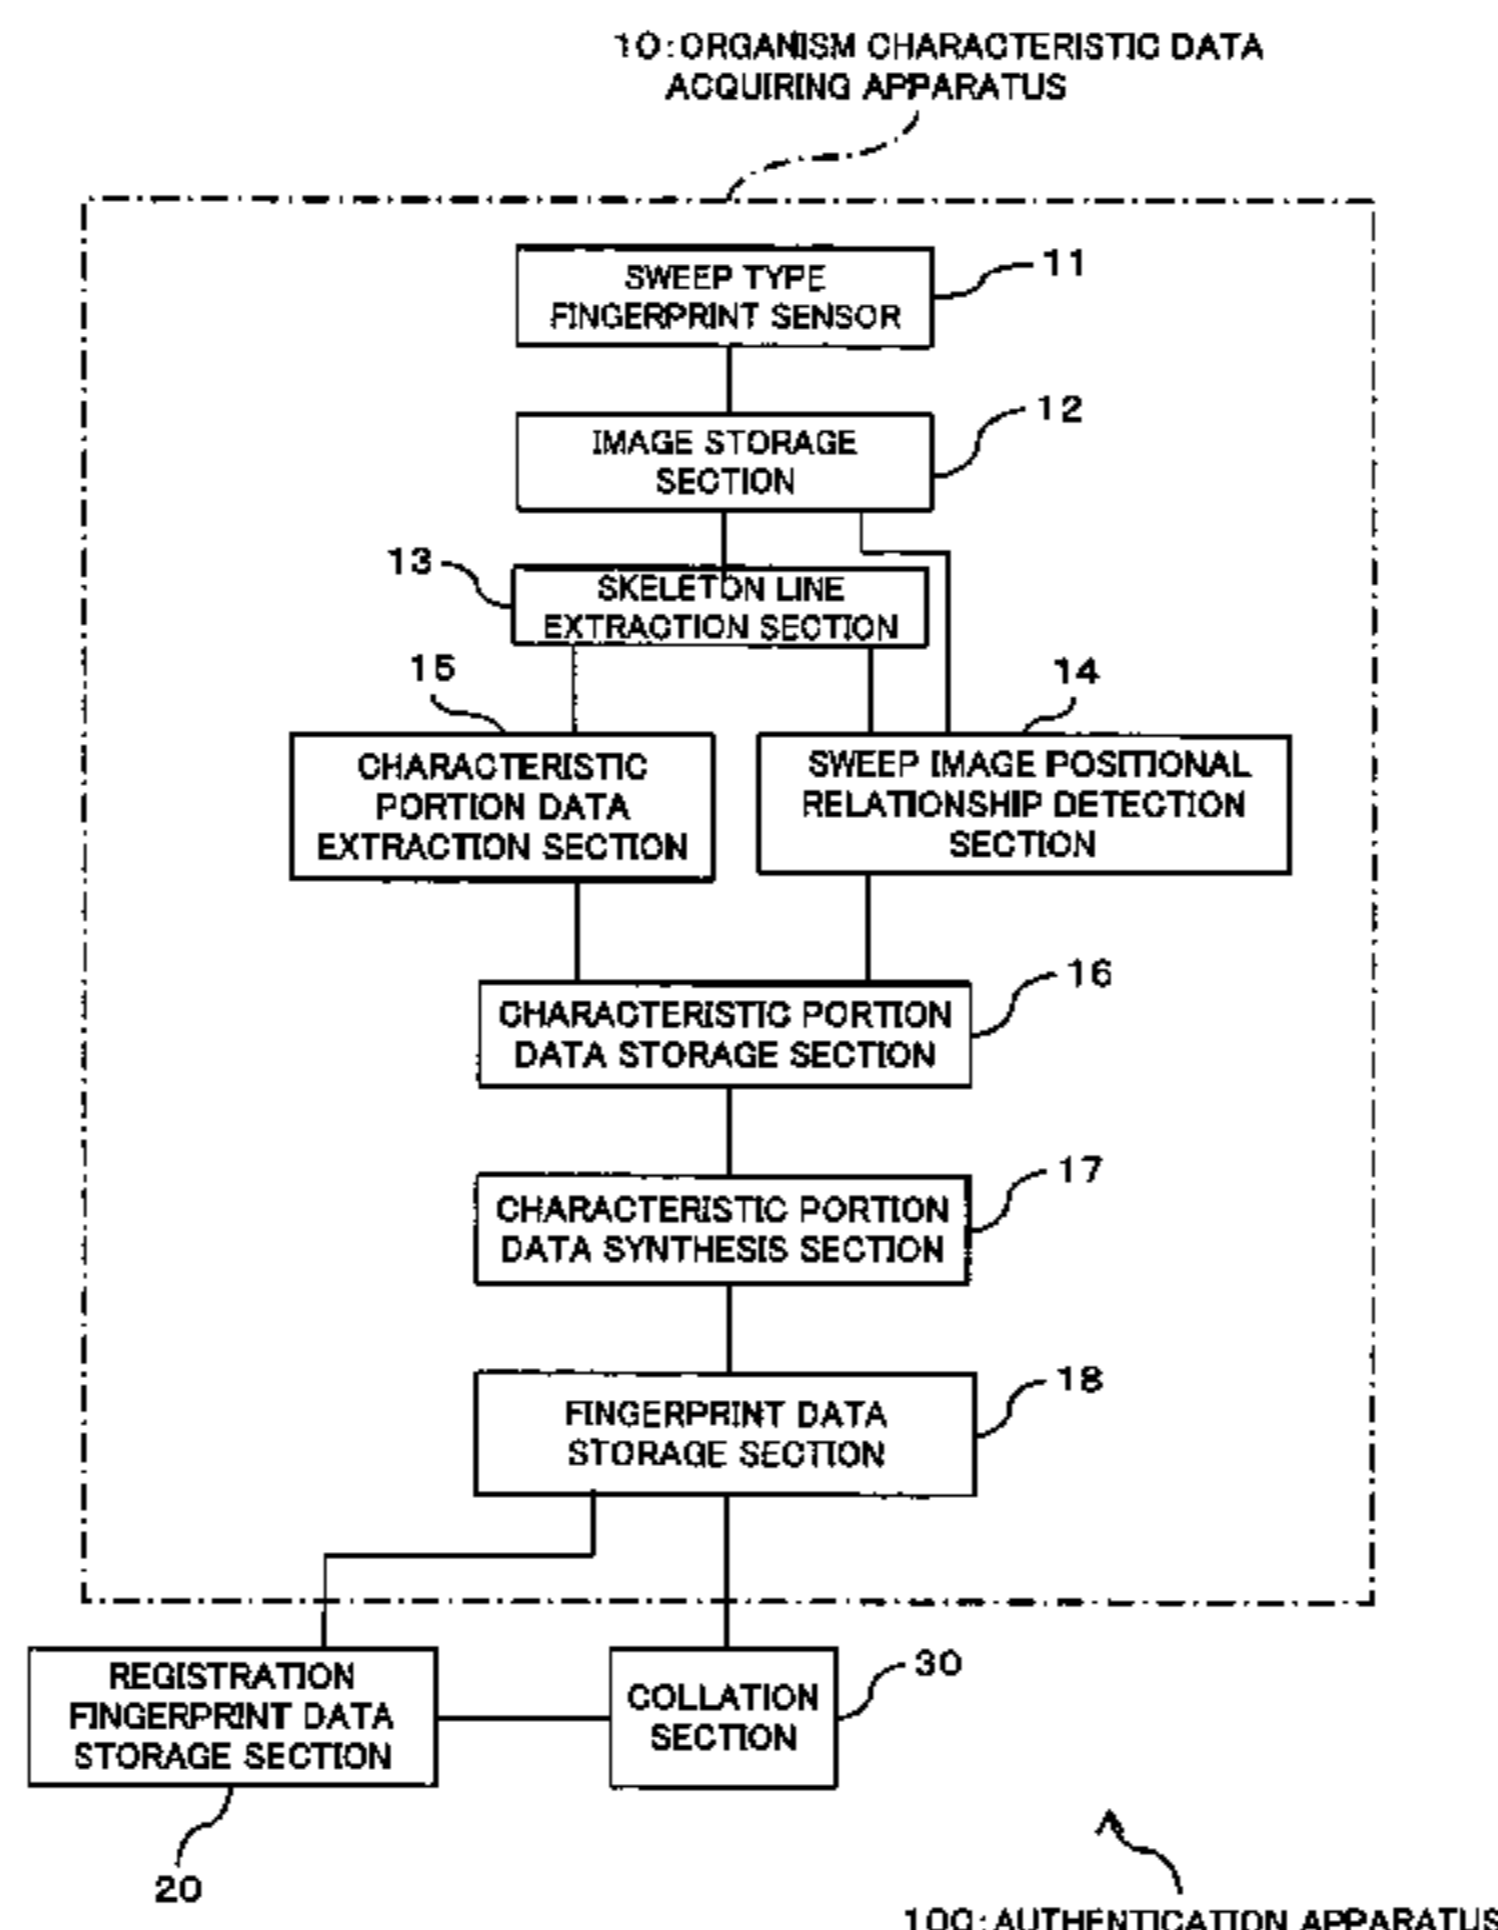 10:ORGANISM CHARACTERISTIC DATA
ACQUIRING APPARATUS
11
SWEEP TYPE
FINGERPRINT SENSOR
12
IMAGE STORAGE
SECTION
13
SKELETON LINE
EXTRACTION SECTION
15
14
CHARACTERISTIC
PORTION DATA
EXTRACTION SECTION
SWEEP IMAGE POSITIONAL
RELATIONSHIP DETECTION
SECTION
16
CHARACTERISTIC PORTION
DATA STORAGE SECTION
17
CHARACTERISTIC PORTION
DATA SYNTHESIS SECTION
18
FINGERPRINT DATA
STORAGE SECTION
REGISTRATION
FINGERPRINT DATA
STORAGE SECTION
30
COLLATION
SECTION
20
100:AUTHENTICATION APPARATUS